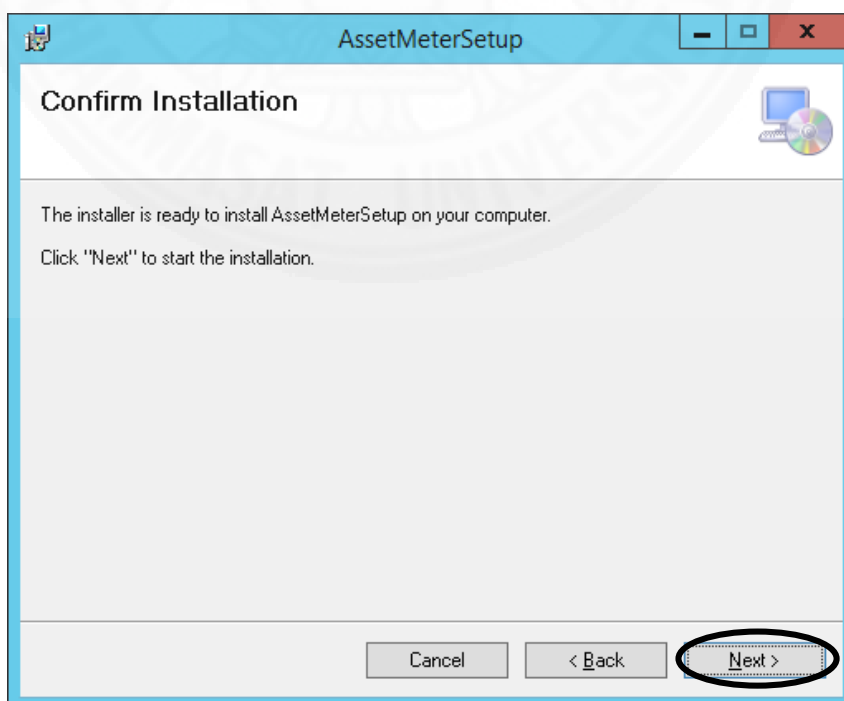 AssetMeterSetup
Confirm Installation
The installer is ready to install AssetMeterSetup on your computer.
Click "Next" to start the installation.
Cancel
< Back
Next >